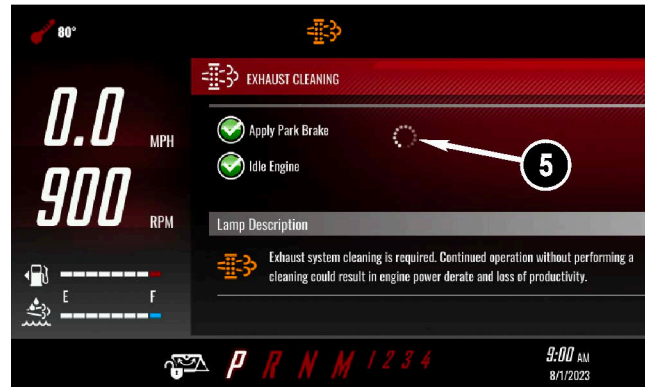 80°
EXHAUST CLEANING
0.0 MPH
Apply Park Brake
5
Idle Engine
900 RPM
Lamp Description
Exhaust system cleaning is required. Continued operation without performing a
cleaning could result in engine power derate and loss of productivity.
E F
P R N M 1 2 3 4
9:00 AM
8/1/2023